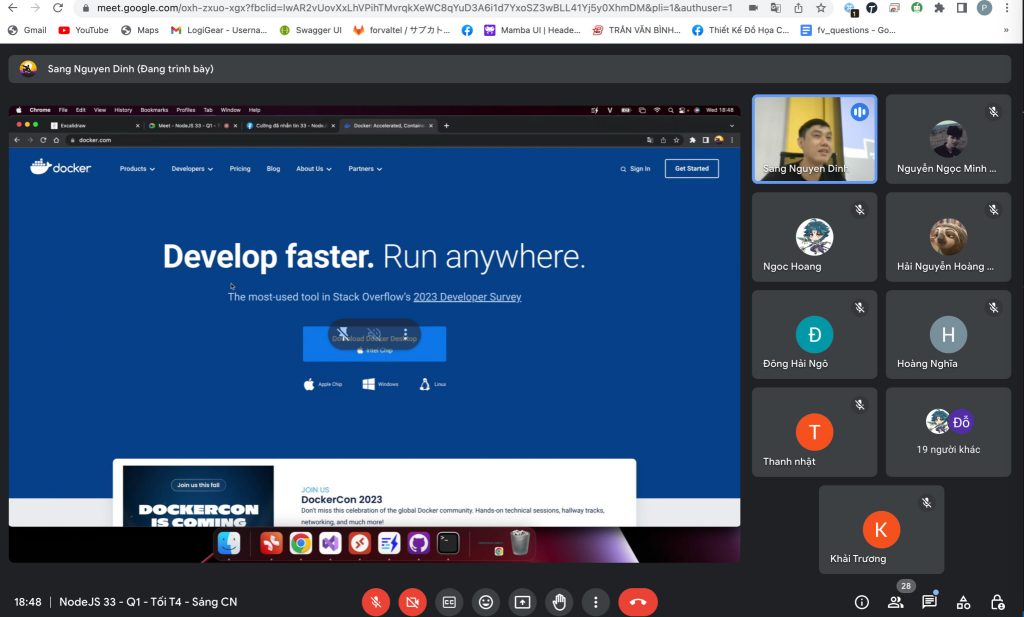 meet.google.com/oxh-zxuo-xgx?fbclid=IwAR2vUovXxLhVPihTMvrqkXeWC8qYuD3A6i1d7YxoSZ3wBLL41Yj5y0XhmDM&pli=1&authuser=1
Gmail
YouTube
Maps
LogiGear - Userna...
Swagger UI
forvaltel / サブカト...
Mamba UI | Heade...
TRẦN VĂN BÌNH...
Thiết Kế Đồ Họa C...
fv_questions - Go...
»
Sang Nguyen Dinh (Đang trình bày)
Chrome File Edit View History Bookmarks Profiles Tab Window Help
Wed 18:48
Excalidraw
Meet - NodeJS 33 - Q1 - T
Cường đã nhắn tin 33 - NodeJ
Docker: Accelerated, Containe
docker.com
docker
Products Developers Pricing Blog About Us Partners
Sign In
Get Started
Develop faster. Run anywhere.
The most-used tool in Stack Overflow's 2023 Developer Survey
Download Docker Desktop
Intel Chip
Apple Chip
Windows
Linux
Join us this fall
DOCKERCON
IS COMING
JOIN US
DockerCon 2023
Don't miss this celebration of the global Docker community. Hands-on technical sessions, hallway tracks,
networking, and much more!
Sang Nguyen Dinh
Nguyễn Ngọc Minh ...
Ngoc Hoang
Hải Nguyễn Hoàng ...
Đ
Đông Hải Ngô
H
Hoàng Nghĩa
T
Thanh nhật
Đỗ
19 người khác
K
Khải Trương
18:48 | NodeJS 33 - Q1 - Tối T4 - Sáng CN
28